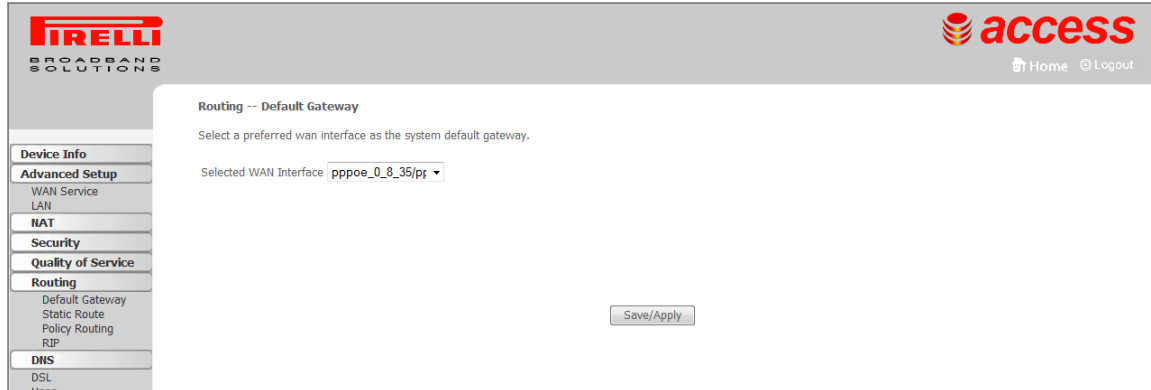 PIRELLI
BROADBAND
SOLUTIONS
access
Home Logout
Routing -- Default Gateway
Select a preferred wan interface as the system default gateway.
Selected WAN Interface pppoe_0_8_35/pp
Device Info
Advanced Setup
WAN Service
LAN
NAT
Security
Quality of Service
Routing
Default Gateway
Static Route
Policy Routing
RIP
DNS
DSL
Save/Apply